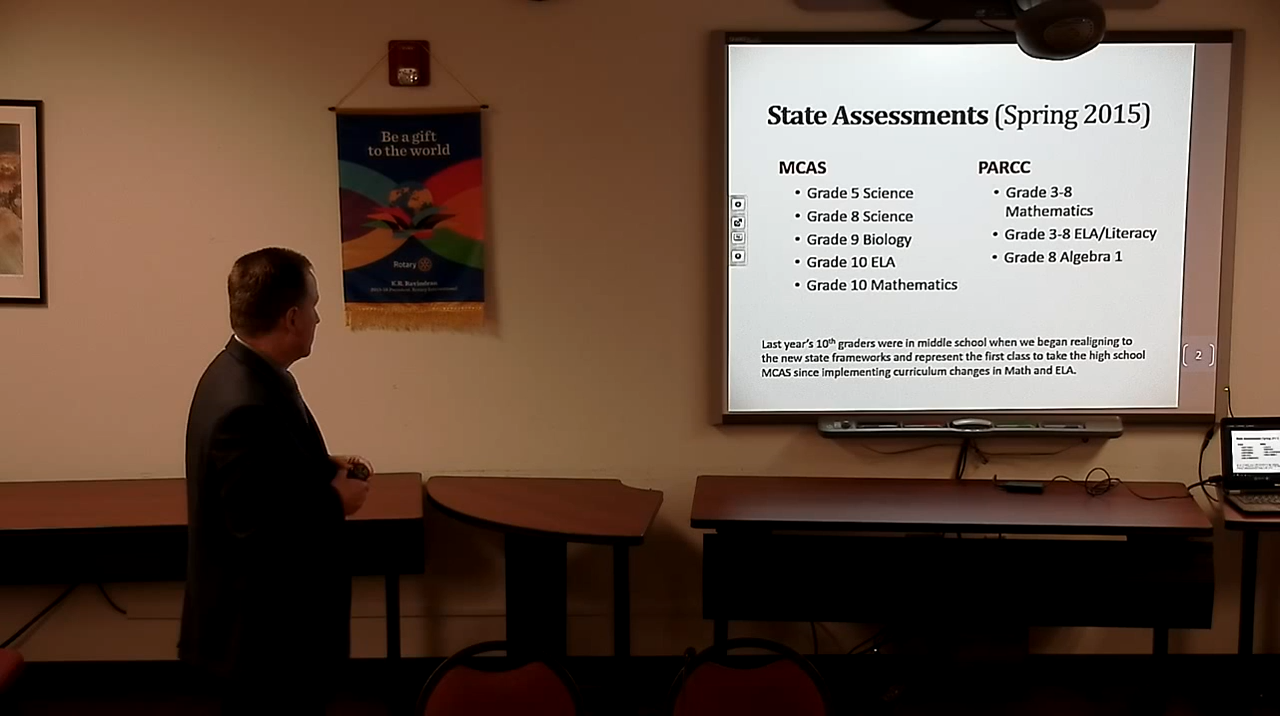 Be a gift
to the world
Rotary
State Assessments (Spring 2015)
MCAS
• Grade 5 Science
• Grade 8 Science
• Grade 9 Biology
• Grade 10 ELA
• Grade 10 Mathematics
PARCC
• Grade 3-8
Mathematics
• Grade 3-8 ELA/Literacy
• Grade 8 Algebra 1
Last year's 10th graders were in middle school when we began realigning to
the new state frameworks and represent the first class to take the high school
MCAS since implementing curriculum changes in Math and ELA.
2